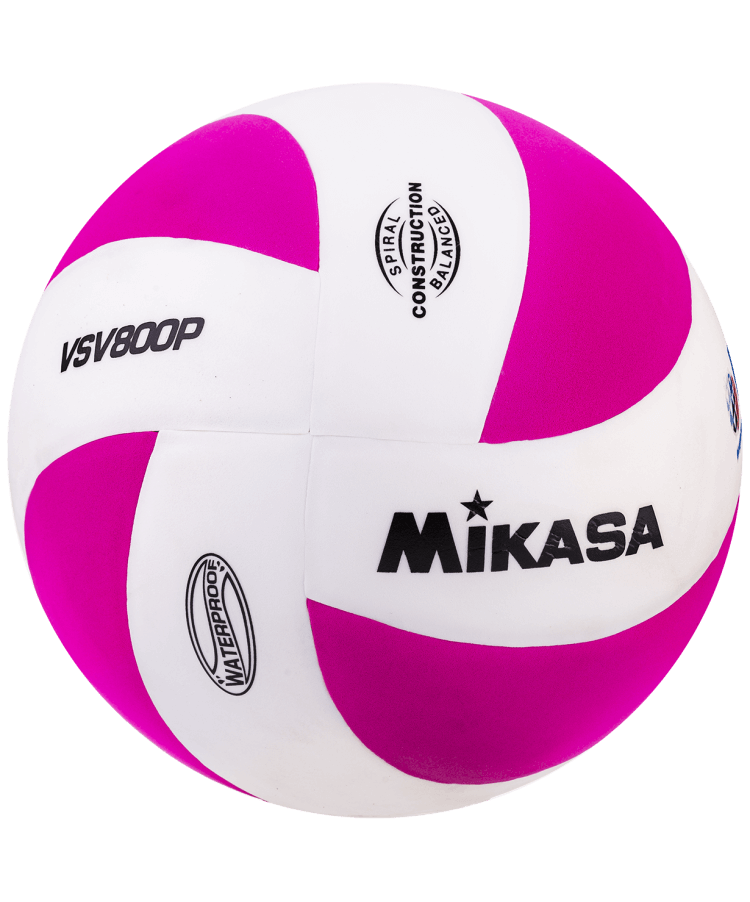 SPIRAL
CONSTRUCTION
BALANCED
VSV800P
MIKASA
WATERPROOF